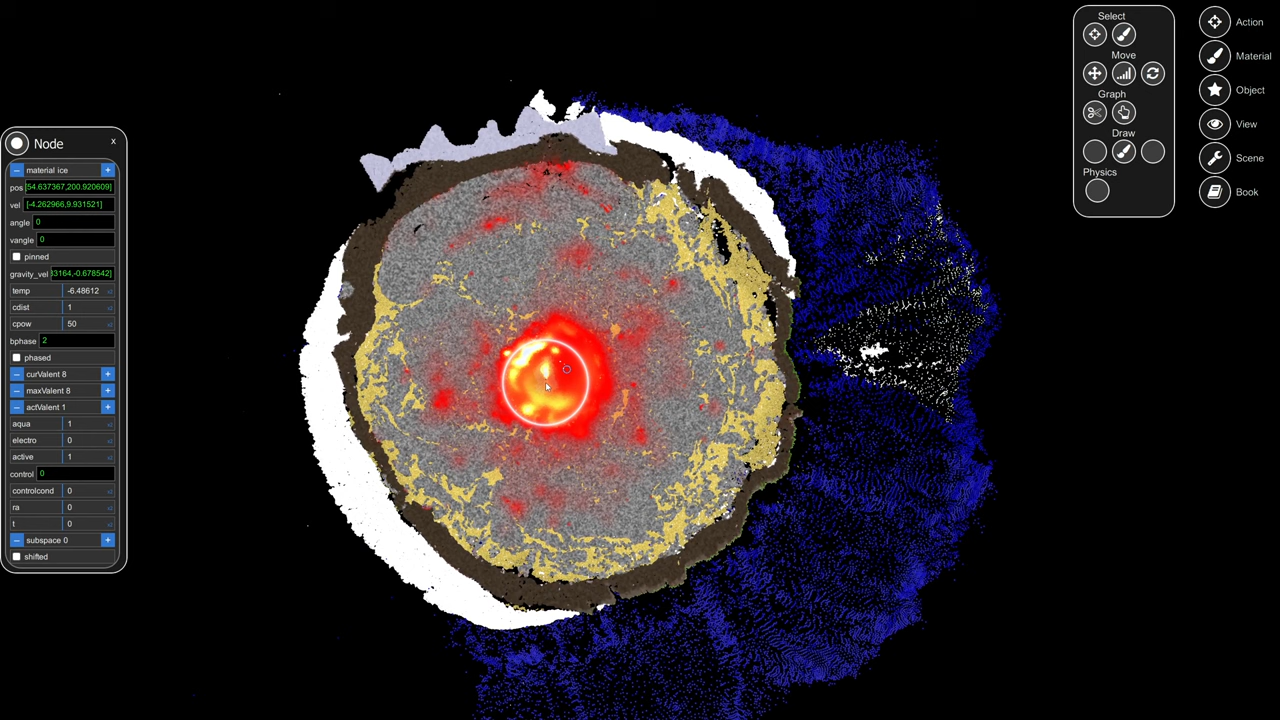 Node x
material ice
pos 54.637367,200.920609]
vel [-4.262966,9.931521]
angle 0
vangle 0
pinned
gravity_vel 33164,-0.678542]
temp -6.48612
cdist 1
cpow 50
bphase 2
phased
curValent 8
maxValent 8
actValent 1
aqua 1
electro 0
active 1
control 0
controlcond 0
ra 0
t 0
subspace 0
shifted
Select
Move
Graph
Draw
Physics
Action
Material
Object
View
Scene
Book